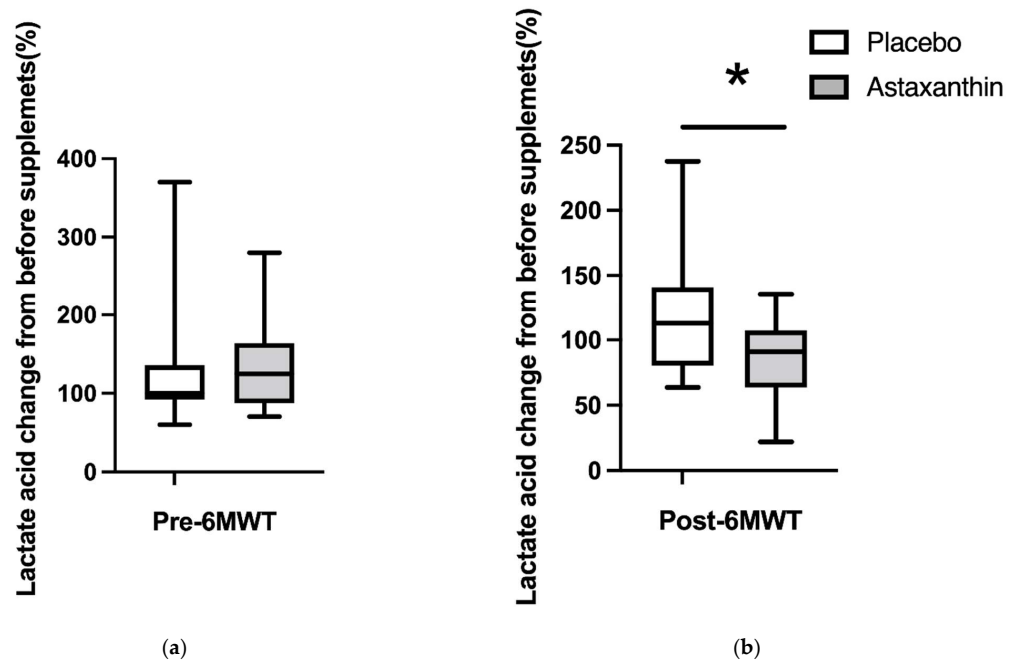 Lactate acid change from before supplemets(%)
400
300
200
100
0
Pre-6MWT
(a)
Placebo
Astaxanthin
*
Lactate acid change from before supplemets(%)
250
200
150
100
50
0
Post-6MWT
(b)